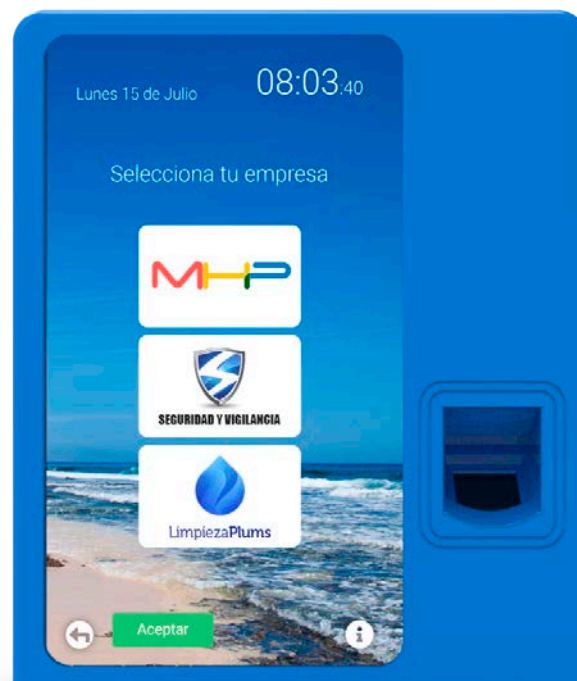 Lunes 15 de Julio
08:03:40
Selecciona tu empresa
MHP
SEGURIDAD Y VIGILANCIA
LimpiezaPlums
Aceptar
i